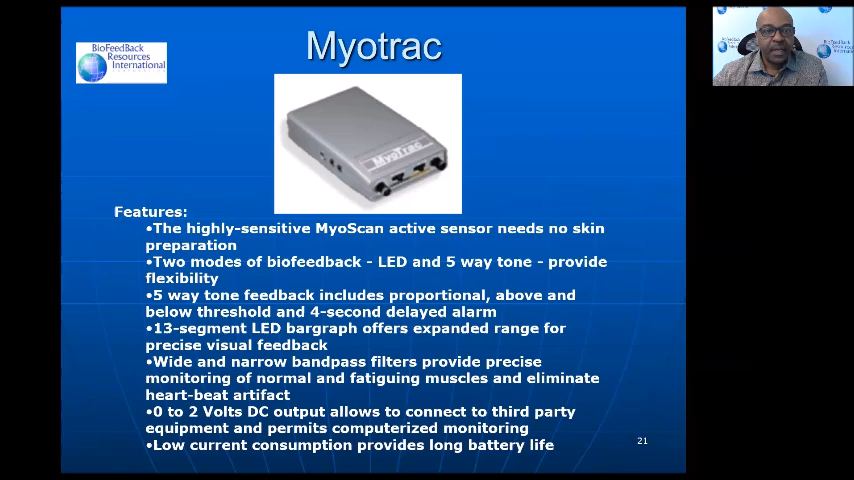 Myotrac
BioFeedBack
Resources
International
MyoTrac
Features:
•The highly-sensitive MyoScan active sensor needs no skin
preparation
•Two modes of biofeedback - LED and 5 way tone - provide
flexibility
•5 way tone feedback includes proportional, above and
below threshold and 4-second delayed alarm
•13-segment LED bargraph offers expanded range for
precise visual feedback
•Wide and narrow bandpass filters provide precise
monitoring of normal and fatiguing muscles and eliminate
heart-beat artifact
•0 to 2 Volts DC output allows to connect to third party
equipment and permits computerized monitoring
•Low current consumption provides long battery life
21